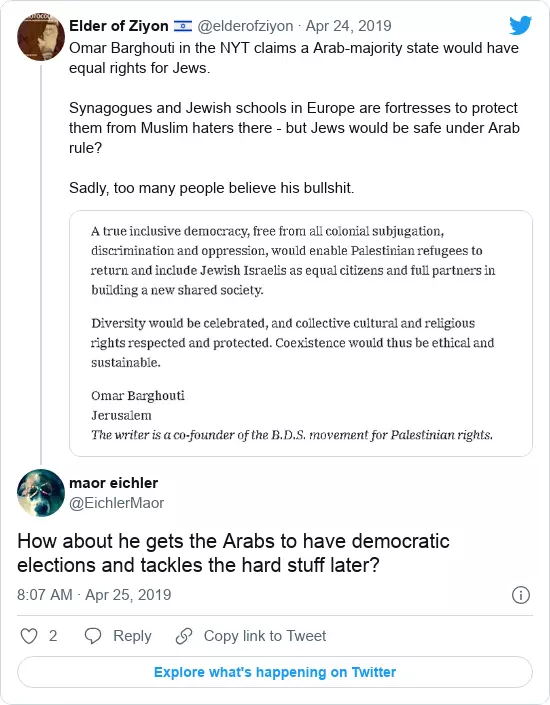 Elder of Ziyon 🇮🇱 @elderofziyon · Apr 24, 2019
Omar Barghouti in the NYT claims a Arab-majority state would have
equal rights for Jews.
Synagogues and Jewish schools in Europe are fortresses to protect
them from Muslim haters there - but Jews would be safe under Arab
rule?
Sadly, too many people believe his bullshit.
A true inclusive democracy, free from all colonial subjugation,
discrimination and oppression, would enable Palestinian refugees to
return and include Jewish Israelis as equal citizens and full partners in
building a new shared society.
Diversity would be celebrated, and collective cultural and religious
rights respected and protected. Coexistence would thus be ethical and
sustainable.
Omar Barghouti
Jerusalem
The writer is a co-founder of the B.D.S. movement for Palestinian rights.
maor eichler
@EichlerMaor
How about he gets the Arabs to have democratic
elections and tackles the hard stuff later?
8:07 AM · Apr 25, 2019
2 Reply Copy link to Tweet
Explore what's happening on Twitter